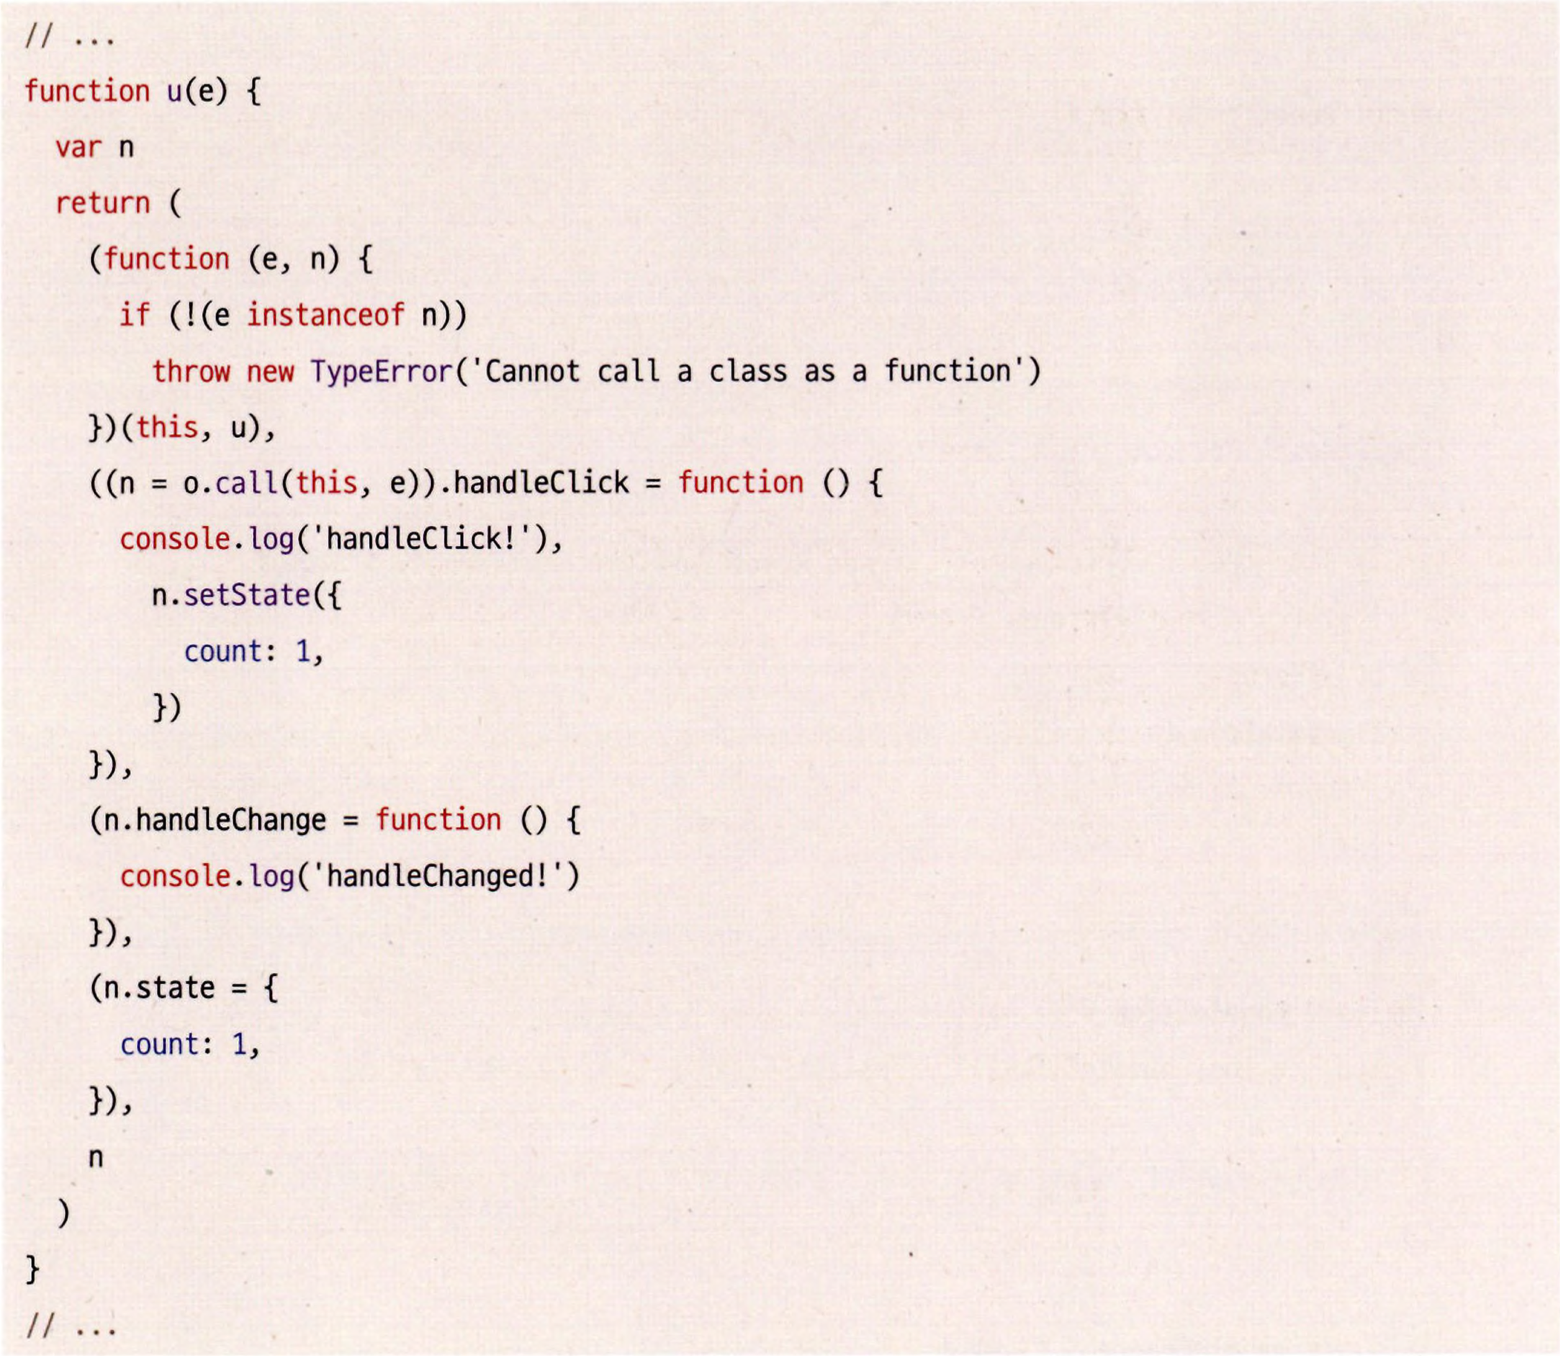 // ...
function u(e) {
  var n
  return (
    (function (e, n) {
      if (!(e instanceof n))
        throw new TypeError('Cannot call a class as a function')
    })(this, u),
    ((n = o.call(this, e)).handleClick = function () {
      console.log('handleClick!'),
        n.setState({
          count: 1,
        })
    }),
    (n.handleChange = function () {
      console.log('handleChanged!')
    }),
    (n.state = {
      count: 1,
    }),
    n
  )
}
// ...